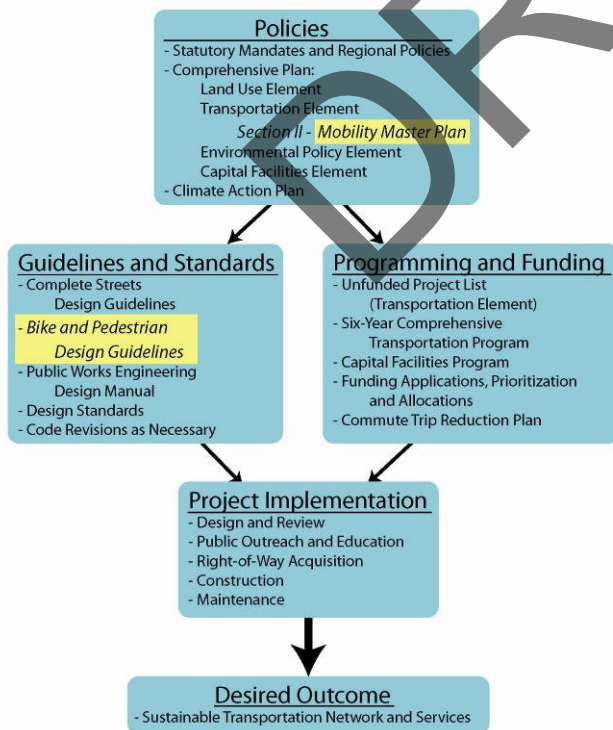 Policies
- Statutory Mandates and Regional Policies
- Comprehensive Plan:
Land Use Element
Transportation Element
Section II - Mobility Master Plan
Environmental Policy Element
Capital Facilities Element
- Climate Action Plan
Guidelines and Standards
- Complete Streets
Design Guidelines
- Bike and Pedestrian
Design Guidelines
- Public Works Engineering
Design Manual
- Design Standards
- Code Revisions as Necessary
Programming and Funding
- Unfunded Project List
(Transportation Element)
- Six-Year Comprehensive
Transportation Program
- Capital Facilities Program
- Funding Applications, Prioritization
and Allocations
- Commute Trip Reduction Plan
Project Implementation
- Design and Review
- Public Outreach and Education
- Right-of-Way Acquisition
- Construction
- Maintenance
Desired Outcome
- Sustainable Transportation Network and Services